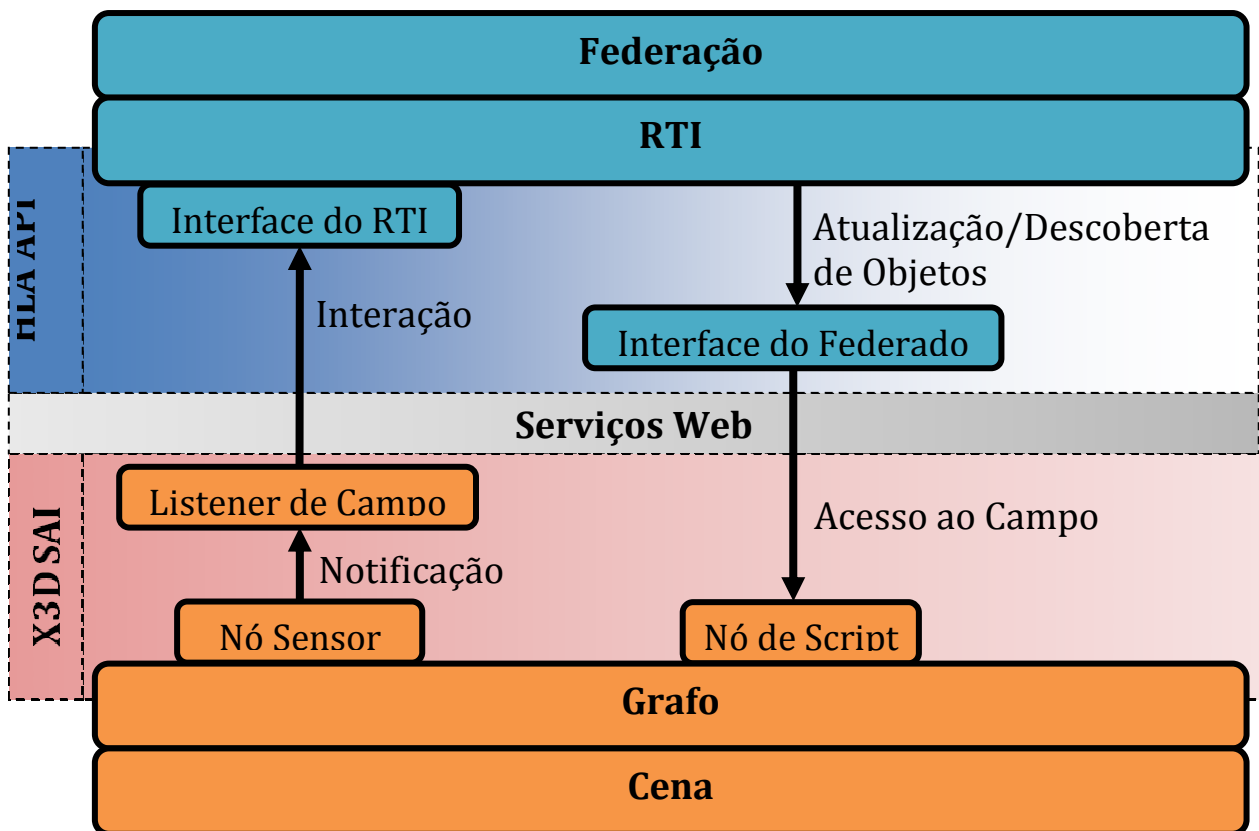 Federação
RTI
HLA API
Interface do RTI
Atualização/Descoberta
de Objetos
Interação
Interface do Federado
Serviços Web
X3D SAI
Listener de Campo
Acesso ao Campo
Notificação
Nó Sensor
Nó de Script
Grafo
Cena